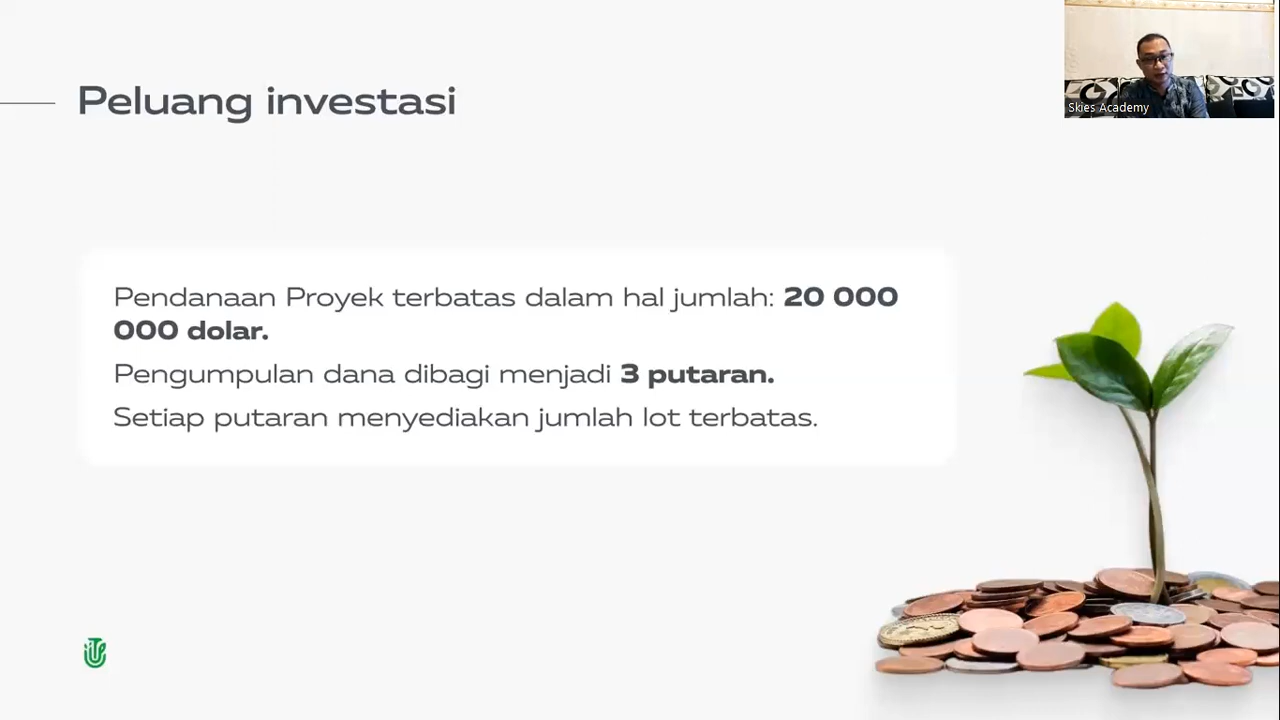 Peluang investasi
Skies Academy
Pendanaan Proyek terbatas dalam hal jumlah: 20 000
000 dolar.
Pengumpulan dana dibagi menjadi 3 putaran.
Setiap putaran menyediakan jumlah lot terbatas.